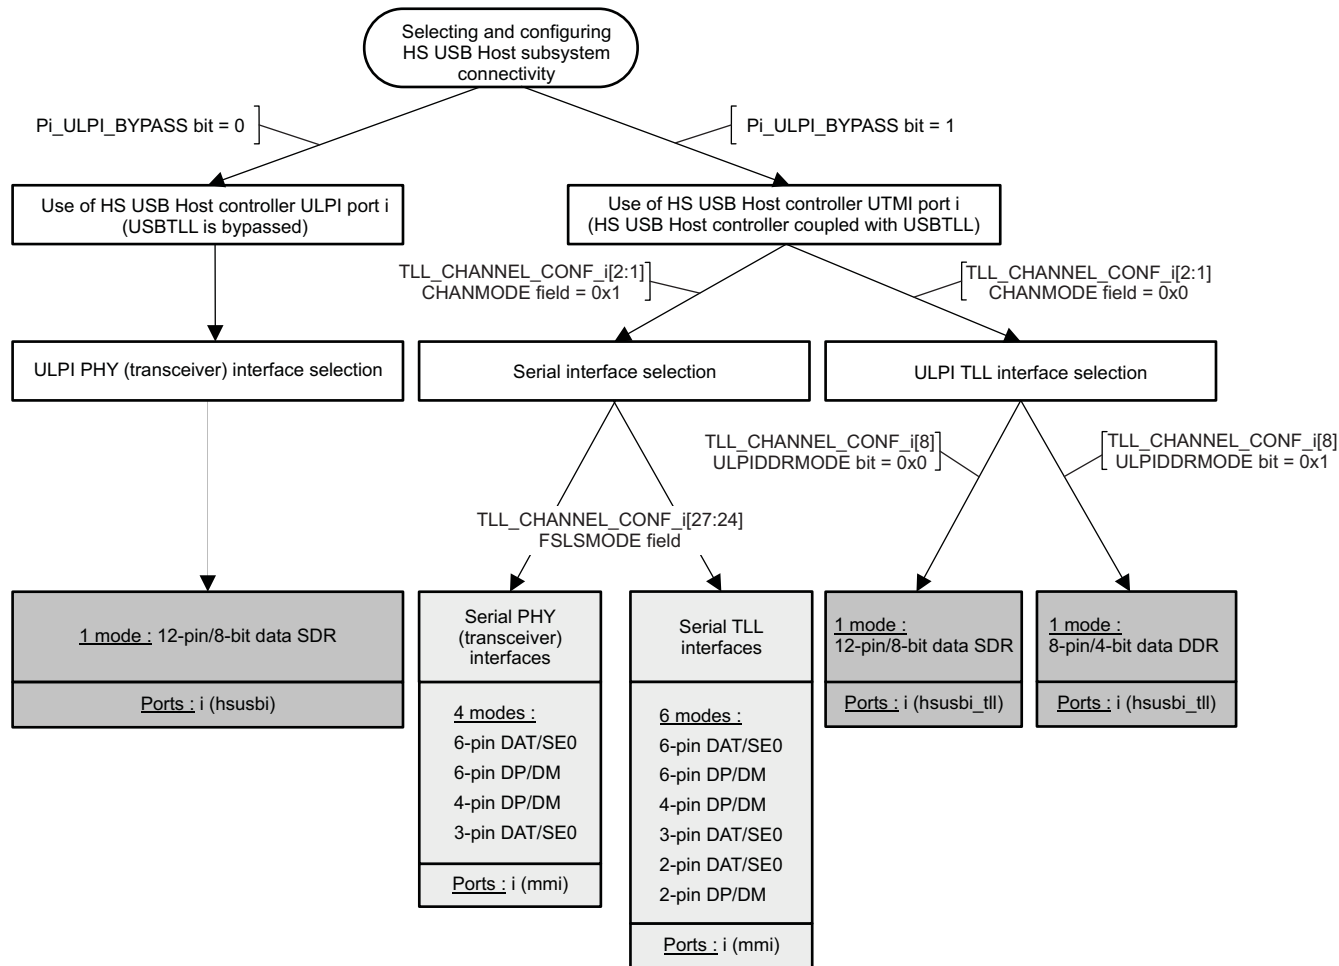 Selecting and configuring
HS USB Host subsystem
connectivity
Pi_ULPI_BYPASS bit = 0
Pi_ULPI_BYPASS bit = 1
Use of HS USB Host controller ULPI port i
(USBTLL is bypassed)
Use of HS USB Host controller UTMI port i
(HS USB Host controller coupled with USBTLL)
TLL_CHANNEL_CONF_i[2:1]
CHANMODE field = 0x1
TLL_CHANNEL_CONF_i[2:1]
CHANMODE field = 0x0
ULPI PHY (transceiver) interface selection
Serial interface selection
ULPI TLL interface selection
TLL_CHANNEL_CONF_i[8]
ULPIDDRMODE bit = 0x0
TLL_CHANNEL_CONF_i[8]
ULPIDDRMODE bit = 0x1
TLL_CHANNEL_CONF_i[27:24]
FSLSMODE field
1 mode : 12-pin/8-bit data SDR
Ports : i (hsusbi)
Serial PHY
(transceiver)
interfaces
4 modes :
6-pin DAT/SE0
6-pin DP/DM
4-pin DP/DM
3-pin DAT/SE0
Ports : i (mmi)
Serial TLL
interfaces
6 modes :
6-pin DAT/SE0
6-pin DP/DM
4-pin DP/DM
3-pin DAT/SE0
2-pin DAT/SE0
2-pin DP/DM
Ports : i (mmi)
1 mode :
12-pin/8-bit data SDR
Ports : i (hsusbi_tll)
1 mode :
8-pin/4-bit data DDR
Ports : i (hsusbi_tll)